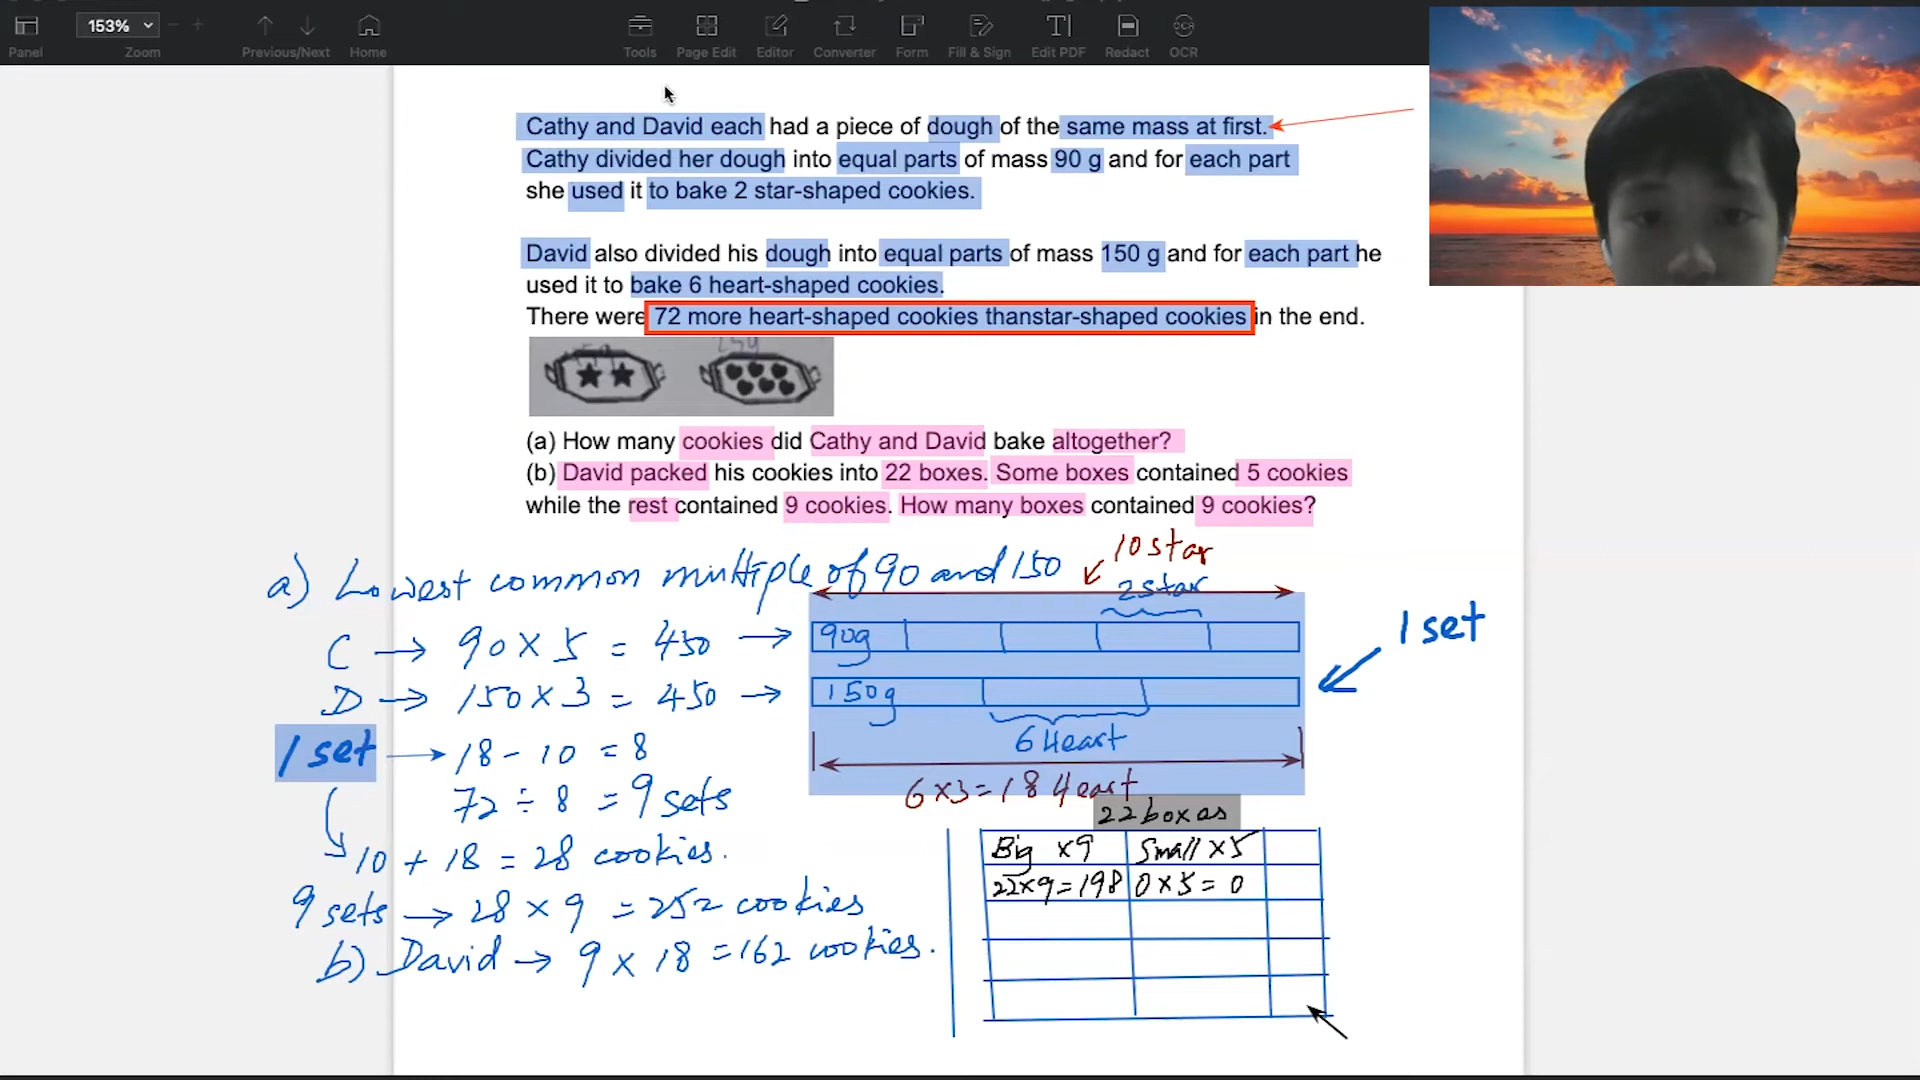 153%
Panel Zoom Previous/Next Home Tools Page Edit Editor Converter Form Fill & Sign Edit PDF Redact OCR
Cathy and David each had a piece of dough of the same mass at first.
Cathy divided her dough into equal parts of mass 90 g and for each part
she used it to bake 2 star-shaped cookies.
David also divided his dough into equal parts of mass 150 g and for each part he
used it to bake 6 heart-shaped cookies.
There were 72 more heart-shaped cookies thanstar-shaped cookies in the end.
(a) How many cookies did Cathy and David bake altogether?
(b) David packed his cookies into 22 boxes. Some boxes contained 5 cookies
while the rest contained 9 cookies. How many boxes contained 9 cookies?
10 star
a) Lowest common multiple of 90 and 150
2 star
C → 90 × 5 = 450 → 90g
1 set
D → 150 × 3 = 450 → 150g
6 Heart
1 set → 18 - 10 = 8
6×3=18 Heart
72 ÷ 8 = 9 sets
22 boxas
10 + 18 = 28 cookies.
Big ×9 Small ×5
22×9=198 0×5=0
9 sets → 28 × 9 = 252 cookies
b) David → 9 × 18 = 162 cookies.